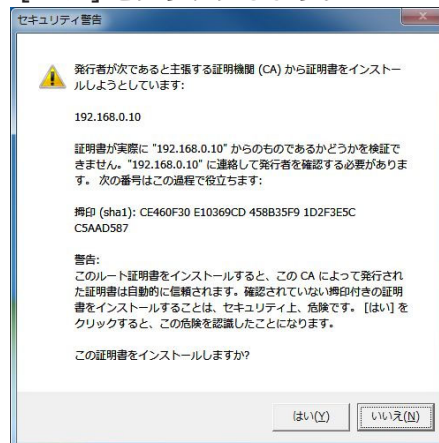 セキュリティ警告
発行者が次であると主張する証明機関 (CA) から証明書をインストー
ルしようとしています:
192.168.0.10
証明書が実際に "192.168.0.10" からのものであるかどうかを検証で
きません。"192.168.0.10" に連絡して発行者を確認する必要がありま
す。 次の番号はこの過程で役立ちます:
拇印 (sha1): CE460F30 E10369CD 458B35F9 1D2F3E5C
C5AAD587
警告:
このルート証明書をインストールすると、この CA によって発行され
た証明書は自動的に信頼されます。確認されていない拇印付きの証明
書をインストールすることは、セキュリティ上、危険です。 [はい] を
クリックすると、この危険を認識したことになります。
この証明書をインストールしますか?
はい(Y)
いいえ(N)